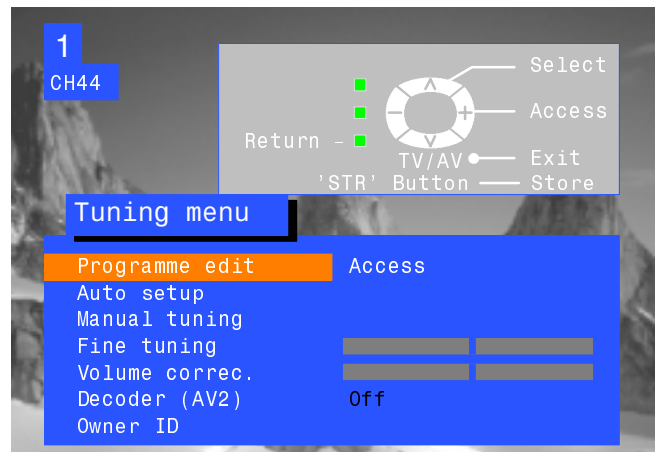 1
CH44
Select
Access
Return –
TV/AV Exit
'STR' Button Store
Tuning menu
Programme edit Access
Auto setup
Manual tuning
Fine tuning
Volume correc.
Decoder (AV2) Off
Owner ID